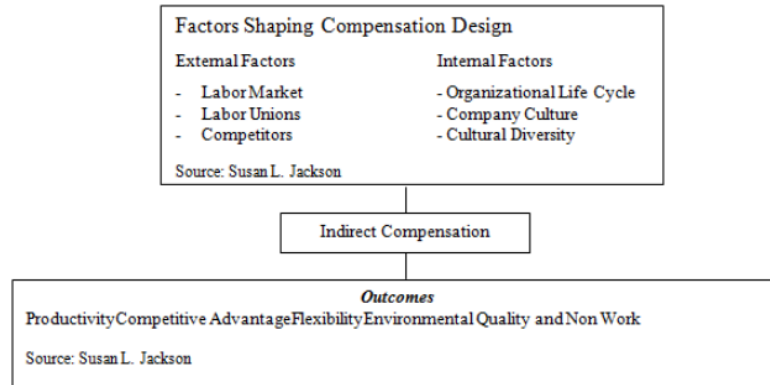 Factors Shaping Compensation Design
External Factors Internal Factors
- Labor Market - Organizational Life Cycle
- Labor Unions - Company Culture
- Competitors - Cultural Diversity
Source: Susan L. Jackson
Indirect Compensation
Outcomes
ProductivityCompetitive AdvantageFlexibilityEnvironmental Quality and Non Work
Source: Susan L. Jackson